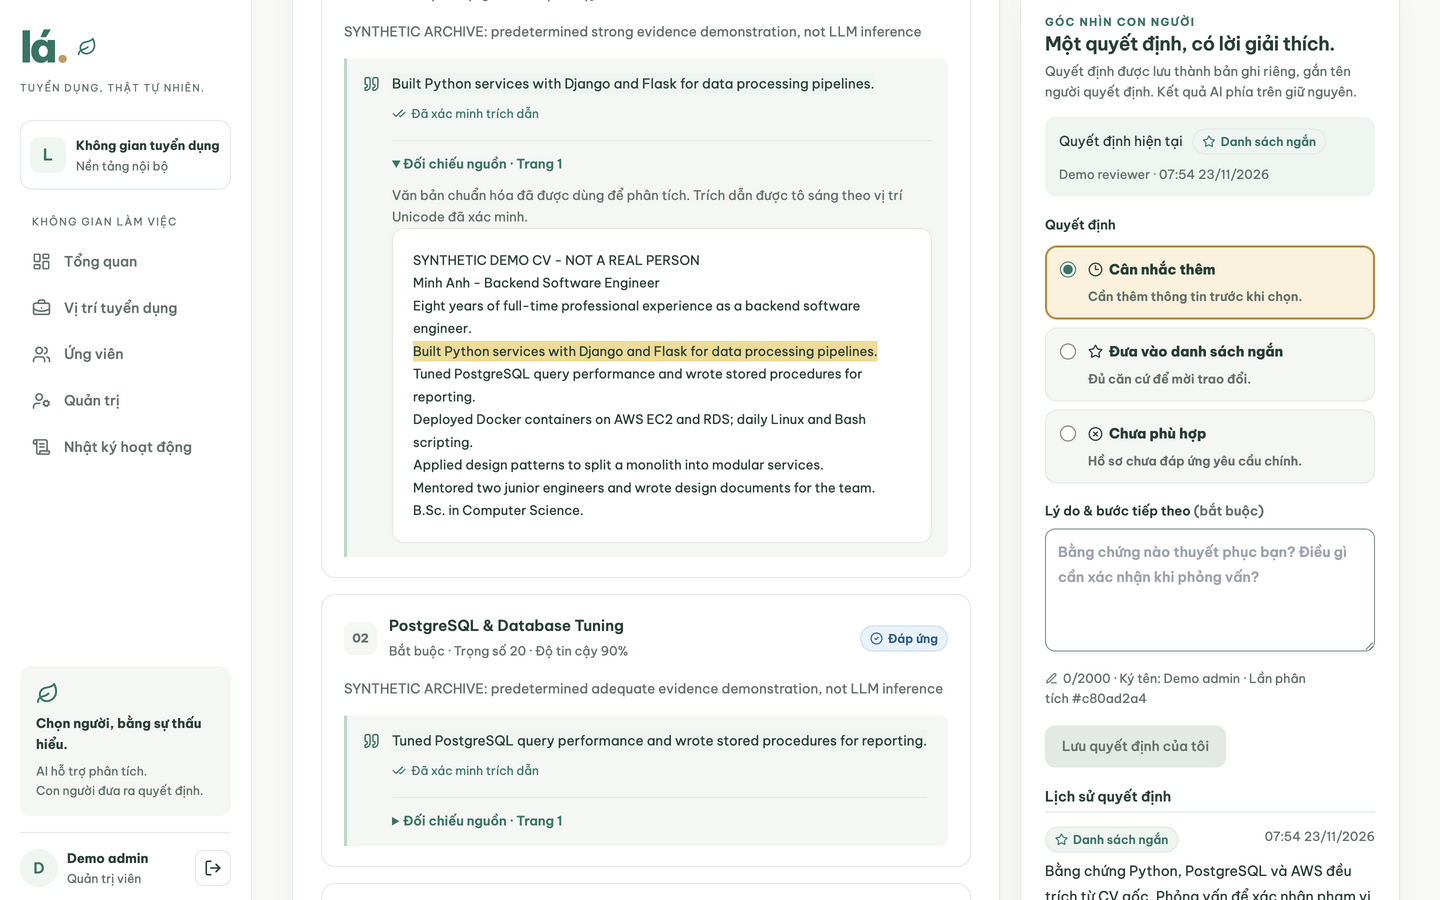 lá.
TUYỂN DỤNG, THẬT TỰ NHIÊN.
L
Không gian tuyển dụng
Nền tảng nội bộ
KHÔNG GIAN LÀM VIỆC
Tổng quan
Vị trí tuyển dụng
Ứng viên
Quản trị
Nhật ký hoạt động
Chọn người, bằng sự thấu
hiểu.
AI hỗ trợ phân tích.
Con người đưa ra quyết định.
D
Demo admin
Quản trị viên
SYNTHETIC ARCHIVE: predetermined strong evidence demonstration, not LLM inference
Built Python services with Django and Flask for data processing pipelines.
Đã xác minh trích dẫn
Đối chiếu nguồn · Trang 1
Văn bản chuẩn hóa đã được dùng để phân tích. Trích dẫn được tô sáng theo vị trí
Unicode đã xác minh.
SYNTHETIC DEMO CV - NOT A REAL PERSON
Minh Anh - Backend Software Engineer
Eight years of full-time professional experience as a backend software
engineer.
Built Python services with Django and Flask for data processing pipelines.
Tuned PostgreSQL query performance and wrote stored procedures for
reporting.
Deployed Docker containers on AWS EC2 and RDS; daily Linux and Bash
scripting.
Applied design patterns to split a monolith into modular services.
Mentored two junior engineers and wrote design documents for the team.
B.Sc. in Computer Science.
02
PostgreSQL & Database Tuning
Bắt buộc · Trọng số 20 · Độ tin cậy 90%
Đáp ứng
SYNTHETIC ARCHIVE: predetermined adequate evidence demonstration, not LLM inference
Tuned PostgreSQL query performance and wrote stored procedures for reporting.
Đã xác minh trích dẫn
Đối chiếu nguồn · Trang 1
GÓC NHÌN CON NGƯỜI
Một quyết định, có lời giải thích.
Quyết định được lưu thành bản ghi riêng, gắn tên
người quyết định. Kết quả AI phía trên giữ nguyên.
Quyết định hiện tại
Danh sách ngắn
Demo reviewer · 07:54 23/11/2026
Quyết định
Cân nhắc thêm
Cần thêm thông tin trước khi chọn.
Đưa vào danh sách ngắn
Đủ căn cứ để mời trao đổi.
Chưa phù hợp
Hồ sơ chưa đáp ứng yêu cầu chính.
Lý do & bước tiếp theo (bắt buộc)
Bằng chứng nào thuyết phục bạn? Điều gì
cần xác nhận khi phỏng vấn?
0/2000 · Ký tên: Demo admin · Lần phân
tích #c80ad2a4
Lưu quyết định của tôi
Lịch sử quyết định
Danh sách ngắn
07:54 23/11/2026
Bằng chứng Python, PostgreSQL và AWS đều
trích từ CV gốc. Phỏng vấn để xác nhận phạm vi